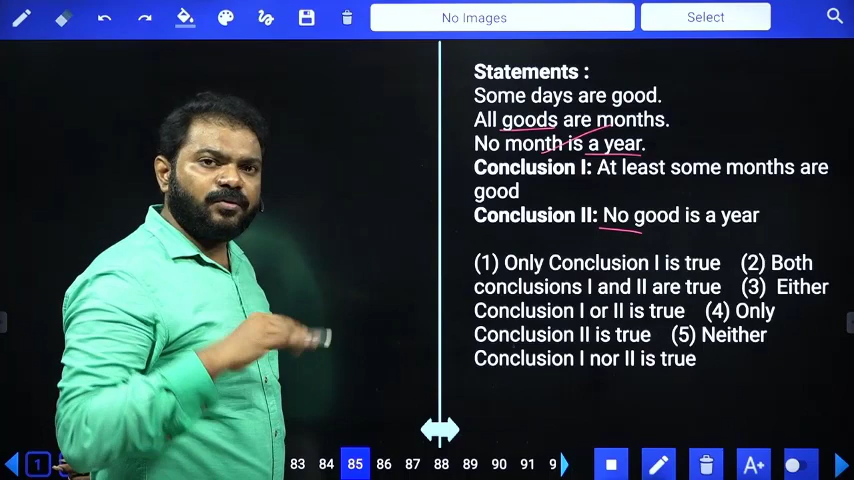 No Images
Select
Statements :
Some days are good.
All goods are months.
No month is a year.
Conclusion I: At least some months are
good
Conclusion II: No good is a year
(1) Only Conclusion I is true (2) Both
conclusions I and II are true (3) Either
Conclusion I or II is true (4) Only
Conclusion II is true (5) Neither
Conclusion I nor II is true
1 83 84 85 86 87 88 89 90 91 9
A+